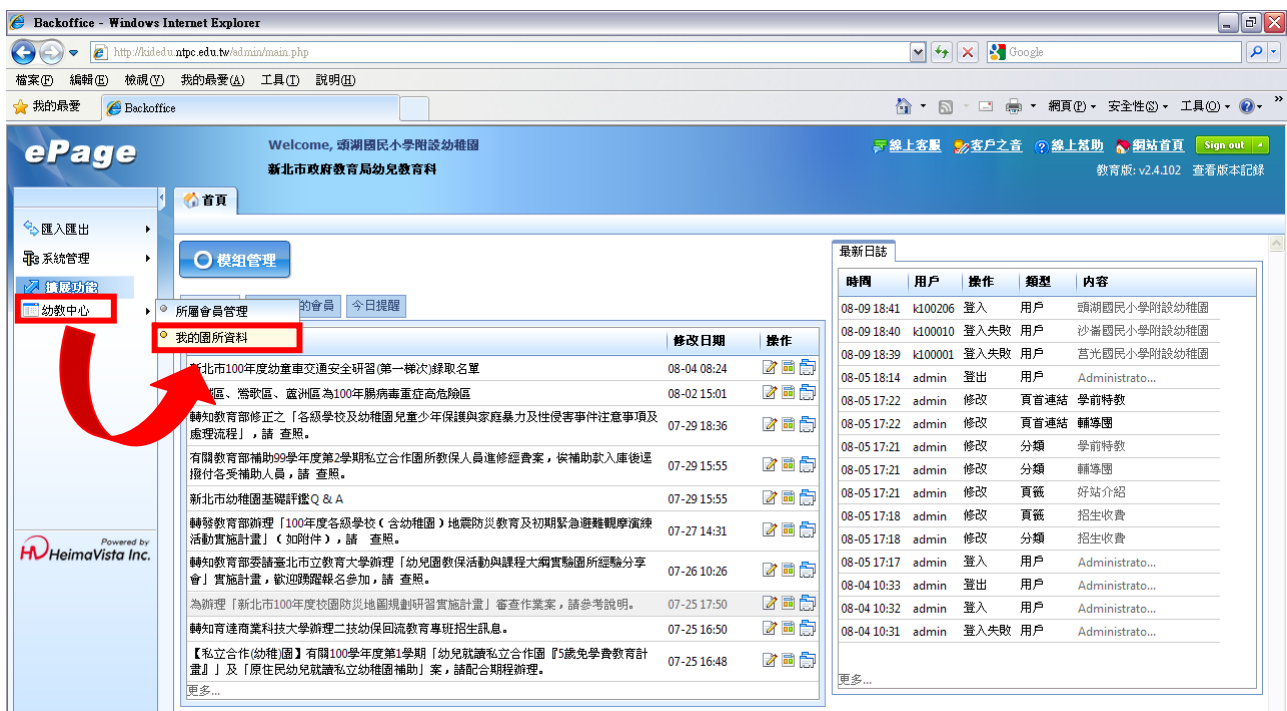 Backoffice - Windows Internet Explorer
http://kidedu.ntpc.edu.tw/admin/main.php
Google
檔案(F) 編輯(E) 檢視(V) 我的最愛(A) 工具(T) 說明(H)
我的最愛 Backoffice 網頁(P) 安全性(S) 工具(O)
ePage
Welcome, 頭湖國民小學附設幼稚園
新北市政府教育局幼兒教育科
線上客服 客戶之音 線上幫助 網站首頁 Sign out
教育版: v2.4.102 查看版本記錄
首頁
匯入匯出
系統管理
擴展功能
幼教中心
所屬會員管理
我的園所資料
模組管理
的會員 今日提醒
修改日期 操作
新北市100年度幼童車交通安全研習(第一梯次)錄取名單 08-04 08:24
區、鶯歌區、蘆洲區為100年腸病毒重症高危險區 08-02 15:01
轉知教育部修正之「各級學校及幼稚園兒童少年保護與家庭暴力及性侵害事件注意事項及
處理流程」，請 查照。 07-29 18:36
有關教育部補助99學年度第2學期私立合作園所教保人員進修經費案，俟補助款入庫後逕
撥付各受補助人員，請 查照。 07-29 15:55
新北市幼稚園基礎評鑑Q & A 07-29 15:55
轉發教育部辦理「100年度各級學校（含幼稚園）地震防災教育及初期緊急避難觀摩演練
活動實施計畫」（如附件），請 查照。 07-27 14:31
轉知教育部委請臺北市立教育大學辦理「幼兒園教保活動與課程大綱實驗園所經驗分享
會」實施計畫，歡迎踴躍報名參加，請 查照。 07-26 10:26
為辦理「新北市100年度校園防災地圖規劃研習實施計畫」審查作業案，請參考說明。 07-25 17:50
轉知育達商業科技大學辦理二技幼保回流教育專班招生訊息。 07-25 16:50
【私立合作(幼稚)園】有關100學年度第1學期「幼兒就讀私立合作園『5歲免學費教育計
畫』」及「原住民幼兒就讀私立幼稚園補助」案，請配合期程辦理。 07-25 16:48
更多...
最新日誌
時間 用戶 操作 類型 內容
08-09 18:41 k100206 登入 用戶 頭湖國民小學附設幼稚園
08-09 18:40 k100010 登入失敗 用戶 沙崙國民小學附設幼稚園
08-09 18:39 k100001 登入失敗 用戶 莒光國民小學附設幼稚園
08-05 18:14 admin 登出 用戶 Administrato...
08-05 17:22 admin 修改 頁首連結 學前特教
08-05 17:22 admin 修改 頁首連結 輔導團
08-05 17:21 admin 修改 分類 學前特教
08-05 17:21 admin 修改 分類 輔導團
08-05 17:21 admin 修改 頁籤 好站介紹
08-05 17:18 admin 修改 頁籤 招生收費
08-05 17:18 admin 修改 分類 招生收費
08-05 17:17 admin 登入 用戶 Administrato...
08-04 10:33 admin 登出 用戶 Administrato...
08-04 10:32 admin 登入 用戶 Administrato...
08-04 10:31 admin 登入失敗 用戶 Administrato...
更多...
Powered by
HeimaVista Inc.